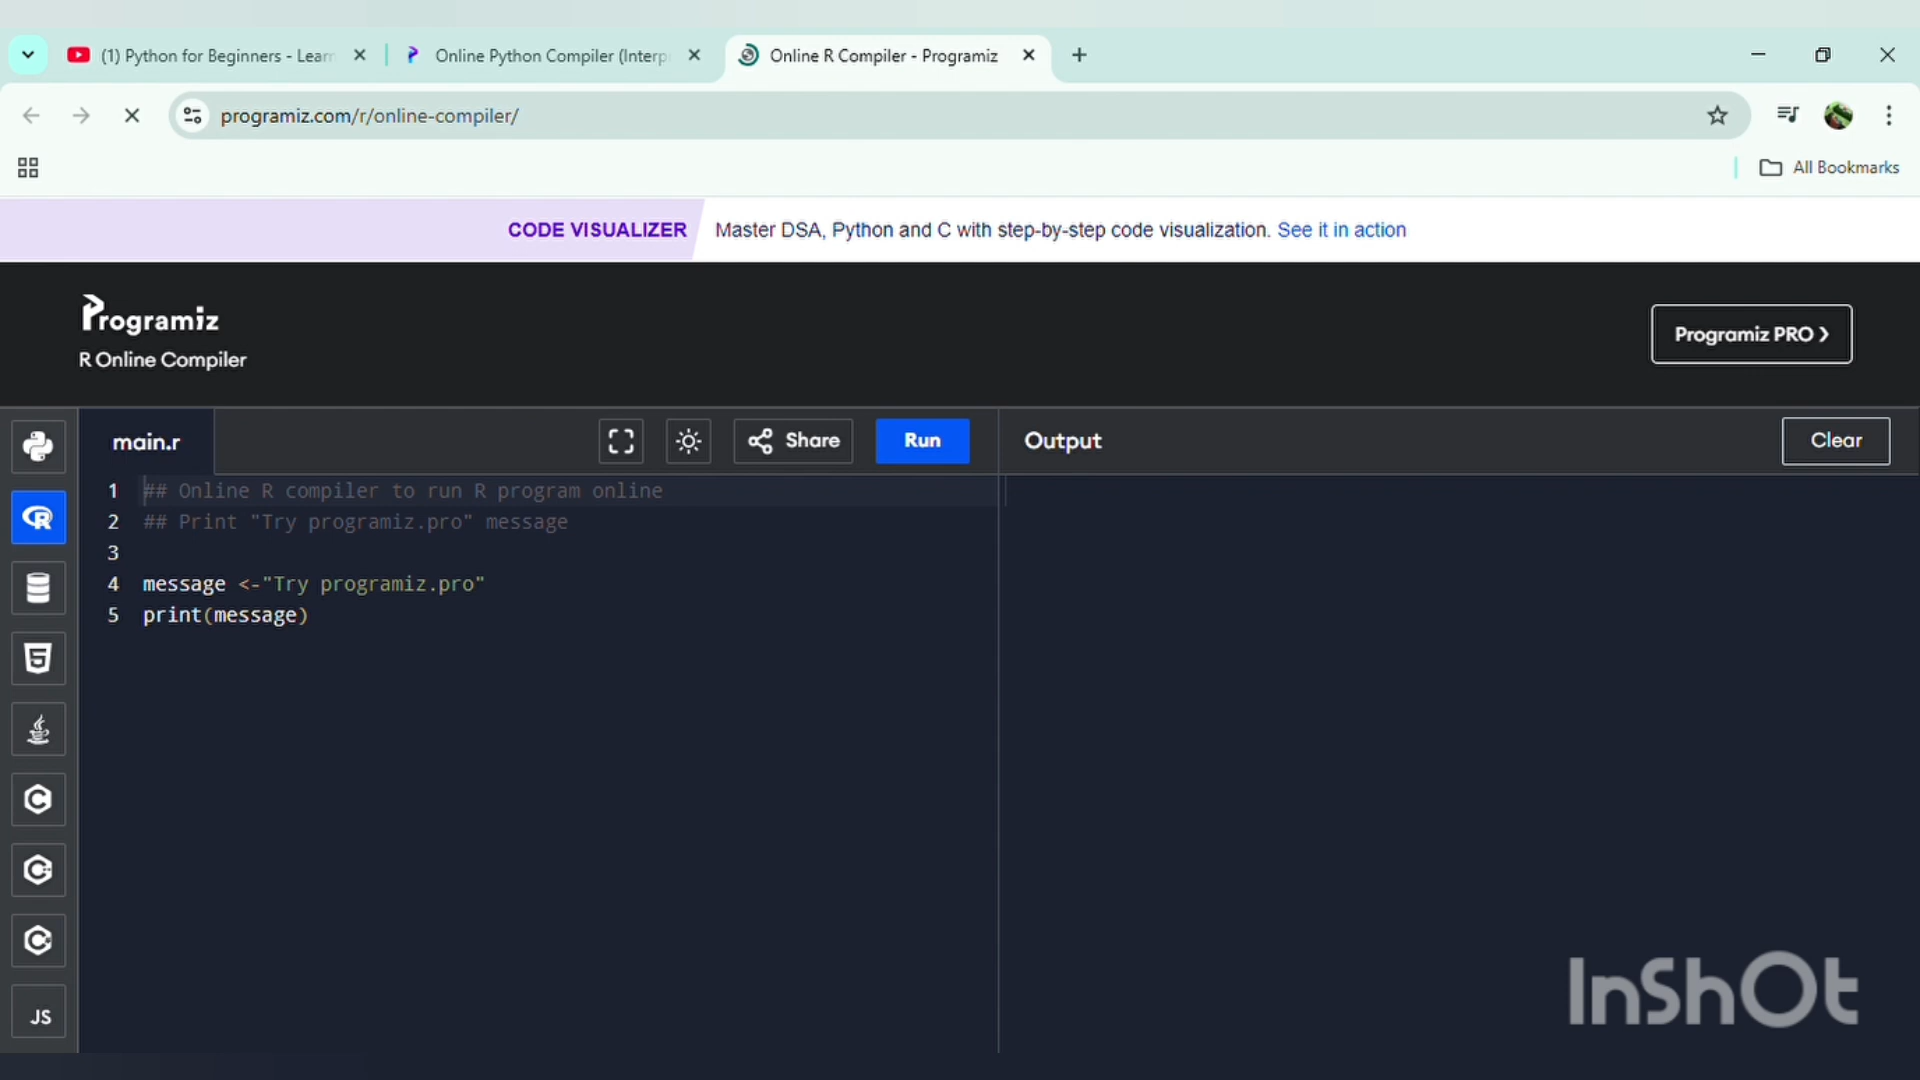 (1) Python for Beginners - Learn
Online Python Compiler (Interp
Online R Compiler - Programiz
programiz.com/r/online-compiler/
All Bookmarks
CODE VISUALIZER Master DSA, Python and C with step-by-step code visualization. See it in action
Programiz
R Online Compiler
Programiz PRO ❯
main.r
Share
Run
Output
Clear
1 ## Online R compiler to run R program online
2 ## Print "Try programiz.pro" message
3
4 message <-"Try programiz.pro"
5 print(message)
JS
InShOt